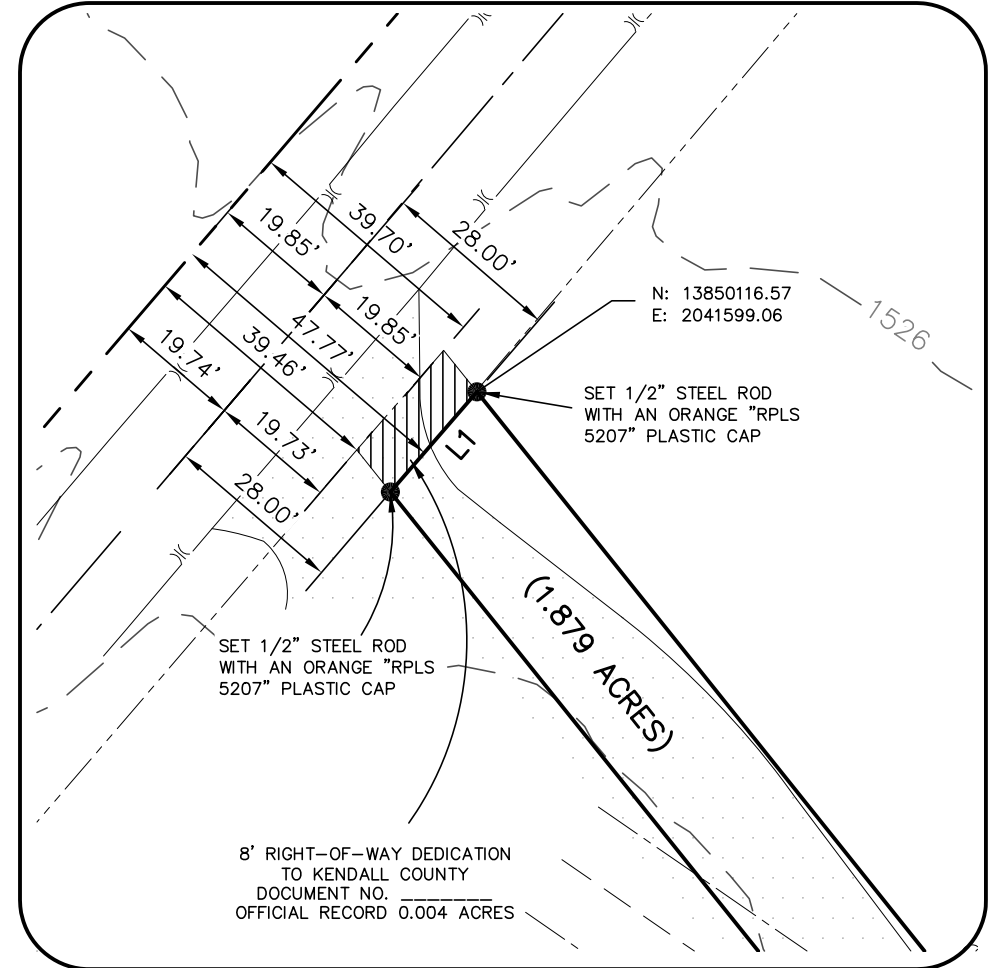 39.70'
19.85'
28.00'
N: 13850116.57
E: 2041599.06
1526
19.85'
47.77'
39.46'
19.74'
SET 1/2" STEEL ROD
WITH AN ORANGE "RPLS
5207" PLASTIC CAP
L1
19.73'
28.00'
(1.879 ACRES)
SET 1/2" STEEL ROD
WITH AN ORANGE "RPLS
5207" PLASTIC CAP
8' RIGHT-OF-WAY DEDICATION
TO KENDALL COUNTY
DOCUMENT NO. _______
OFFICIAL RECORD 0.004 ACRES